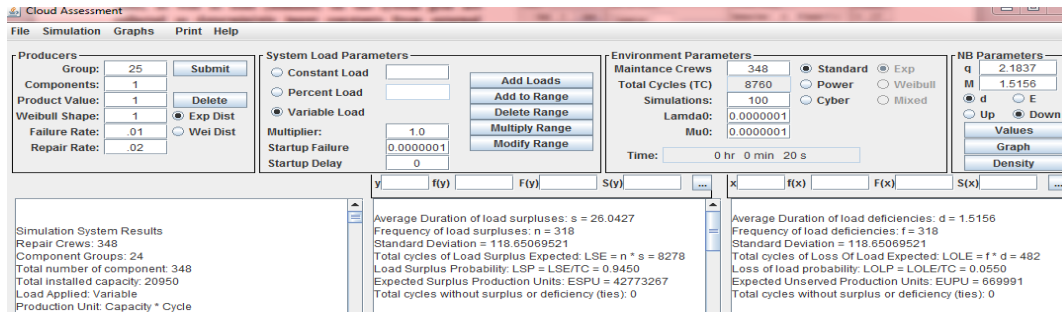 Cloud Assessment
File Simulation Graphs Print Help
Producers
Group: 25 Submit
Components: 1
Product Value: 1 Delete
Weibull Shape: 1 Exp Dist
Failure Rate: .01 Wei Dist
Repair Rate: .02
System Load Parameters
Constant Load
Percent Load
Variable Load
Multiplier: 1.0
Startup Failure 0.0000001
Startup Delay 0
Add Loads
Add to Range
Delete Range
Multiply Range
Modify Range
Environment Parameters
Maintance Crews 348 Standard Exp
Total Cycles (TC) 8760 Power Weibull
Simulations: 100 Cyber Mixed
Lamda0: 0.0000001
Mu0: 0.0000001
Time: 0 hr 0 min 20 s
NB Parameters
q 2.1837
M 1.5156
d E
Up Down
Values
Graph
Density
y f(y) F(y) S(y) ...
x f(x) F(x) S(x) ...
Simulation System Results
Repair Crews: 348
Component Groups: 24
Total number of component: 348
Total installed capacity: 20950
Load Applied: Variable
Production Unit: Capacity * Cycle
Average Duration of load surpluses: s = 26.0427
Frequency of load surpluses: n = 318
Standard Deviation = 118.65069521
Total cycles of Load Surplus Expected: LSE = n * s = 8278
Load Surplus Probability: LSP = LSE/TC = 0.9450
Expected Surplus Production Units: ESPU = 42773267
Total cycles without surplus or deficiency (ties): 0
Average Duration of load deficiencies: d = 1.5156
Frequency of load deficiencies: f = 318
Standard Deviation = 118.65069521
Total cycles of Loss Of Load Expected: LOLE = f * d = 482
Loss of load probability: LOLP = LOLE/TC = 0.0550
Expected Unserved Production Units: EUPU = 669991
Total cycles without surplus or deficiency (ties): 0